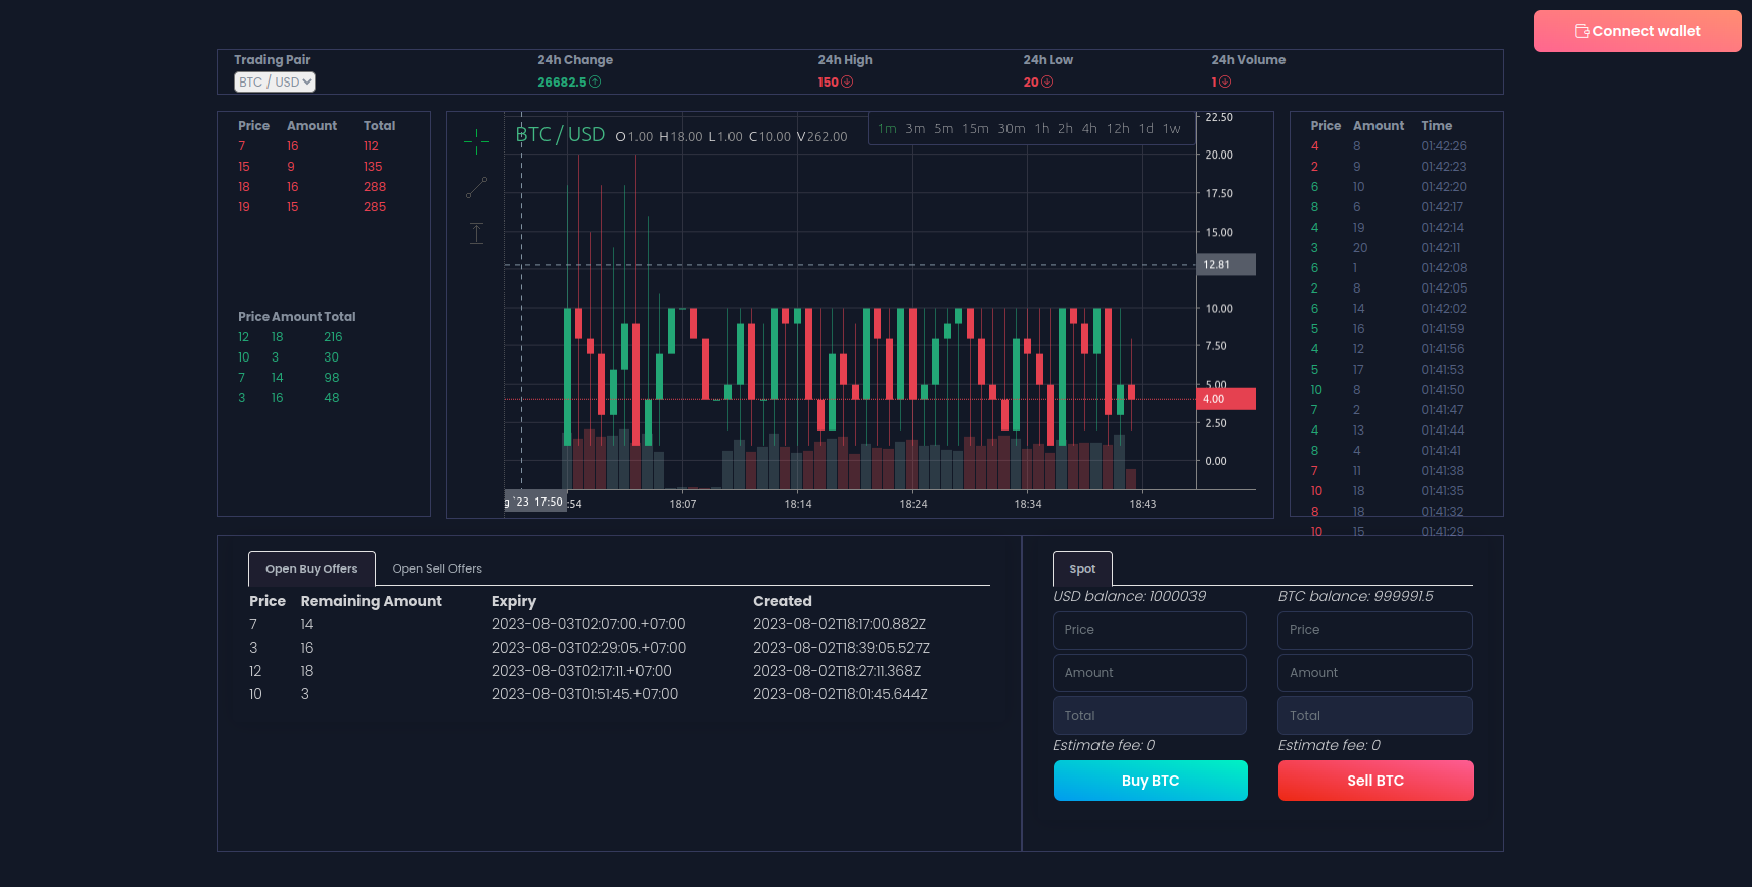 Connect wallet
Trading Pair 24h Change 24h High 24h Low 24h Volume
BTC / USD 26682.5 150 20 1
Price Amount Total
7 16 112
15 9 135
18 16 288
19 15 285
Price Amount Total
12 18 216
10 3 30
7 14 98
3 16 48
BTC / USD O1.00 H18.00 L1.00 C10.00 V262.00
1m 3m 5m 15m 30m 1h 2h 4h 12h 1d 1w
22.50
20.00
17.50
15.00
12.81
10.00
7.50
5.00
4.00
2.50
0.00
g `23 17:50 :54 18:07 18:14 18:24 18:34 18:43
Price Amount Time
4 8 01:42:26
2 9 01:42:23
6 10 01:42:20
8 6 01:42:17
4 19 01:42:14
3 20 01:42:11
6 1 01:42:08
2 8 01:42:05
6 14 01:42:02
5 16 01:41:59
4 12 01:41:56
5 17 01:41:53
10 8 01:41:50
7 2 01:41:47
4 13 01:41:44
8 4 01:41:41
7 11 01:41:38
10 18 01:41:35
8 18 01:41:32
10 15 01:41:29
Open Buy Offers Open Sell Offers
Price Remaining Amount Expiry Created
7 14 2023-08-03T02:07:00.+07:00 2023-08-02T18:17:00.882Z
3 16 2023-08-03T02:29:05.+07:00 2023-08-02T18:39:05.527Z
12 18 2023-08-03T02:17:11.+07:00 2023-08-02T18:27:11.368Z
10 3 2023-08-03T01:51:45.+07:00 2023-08-02T18:01:45.644Z
Spot
USD balance: 1000039 BTC balance: 999991.5
Price Price
Amount Amount
Total Total
Estimate fee: 0 Estimate fee: 0
Buy BTC Sell BTC